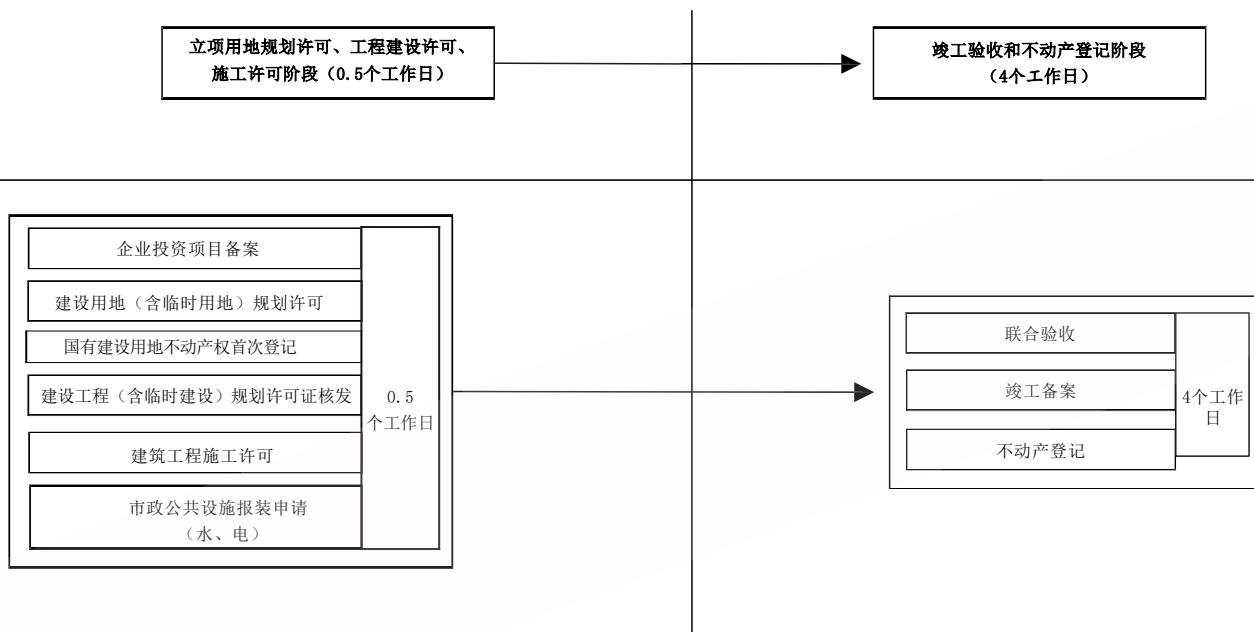 立项用地规划许可、工程建设许可、
施工许可阶段（0.5个工作日）
竣工验收和不动产登记阶段
（4个工作日）
企业投资项目备案
建设用地（含临时用地）规划许可
国有建设用地不动产权首次登记
建设工程（含临时建设）规划许可证核发
建筑工程施工许可
市政公共设施报装申请
（水、电）
0.5
个工作日
联合验收
竣工备案
不动产登记
4个工作
日